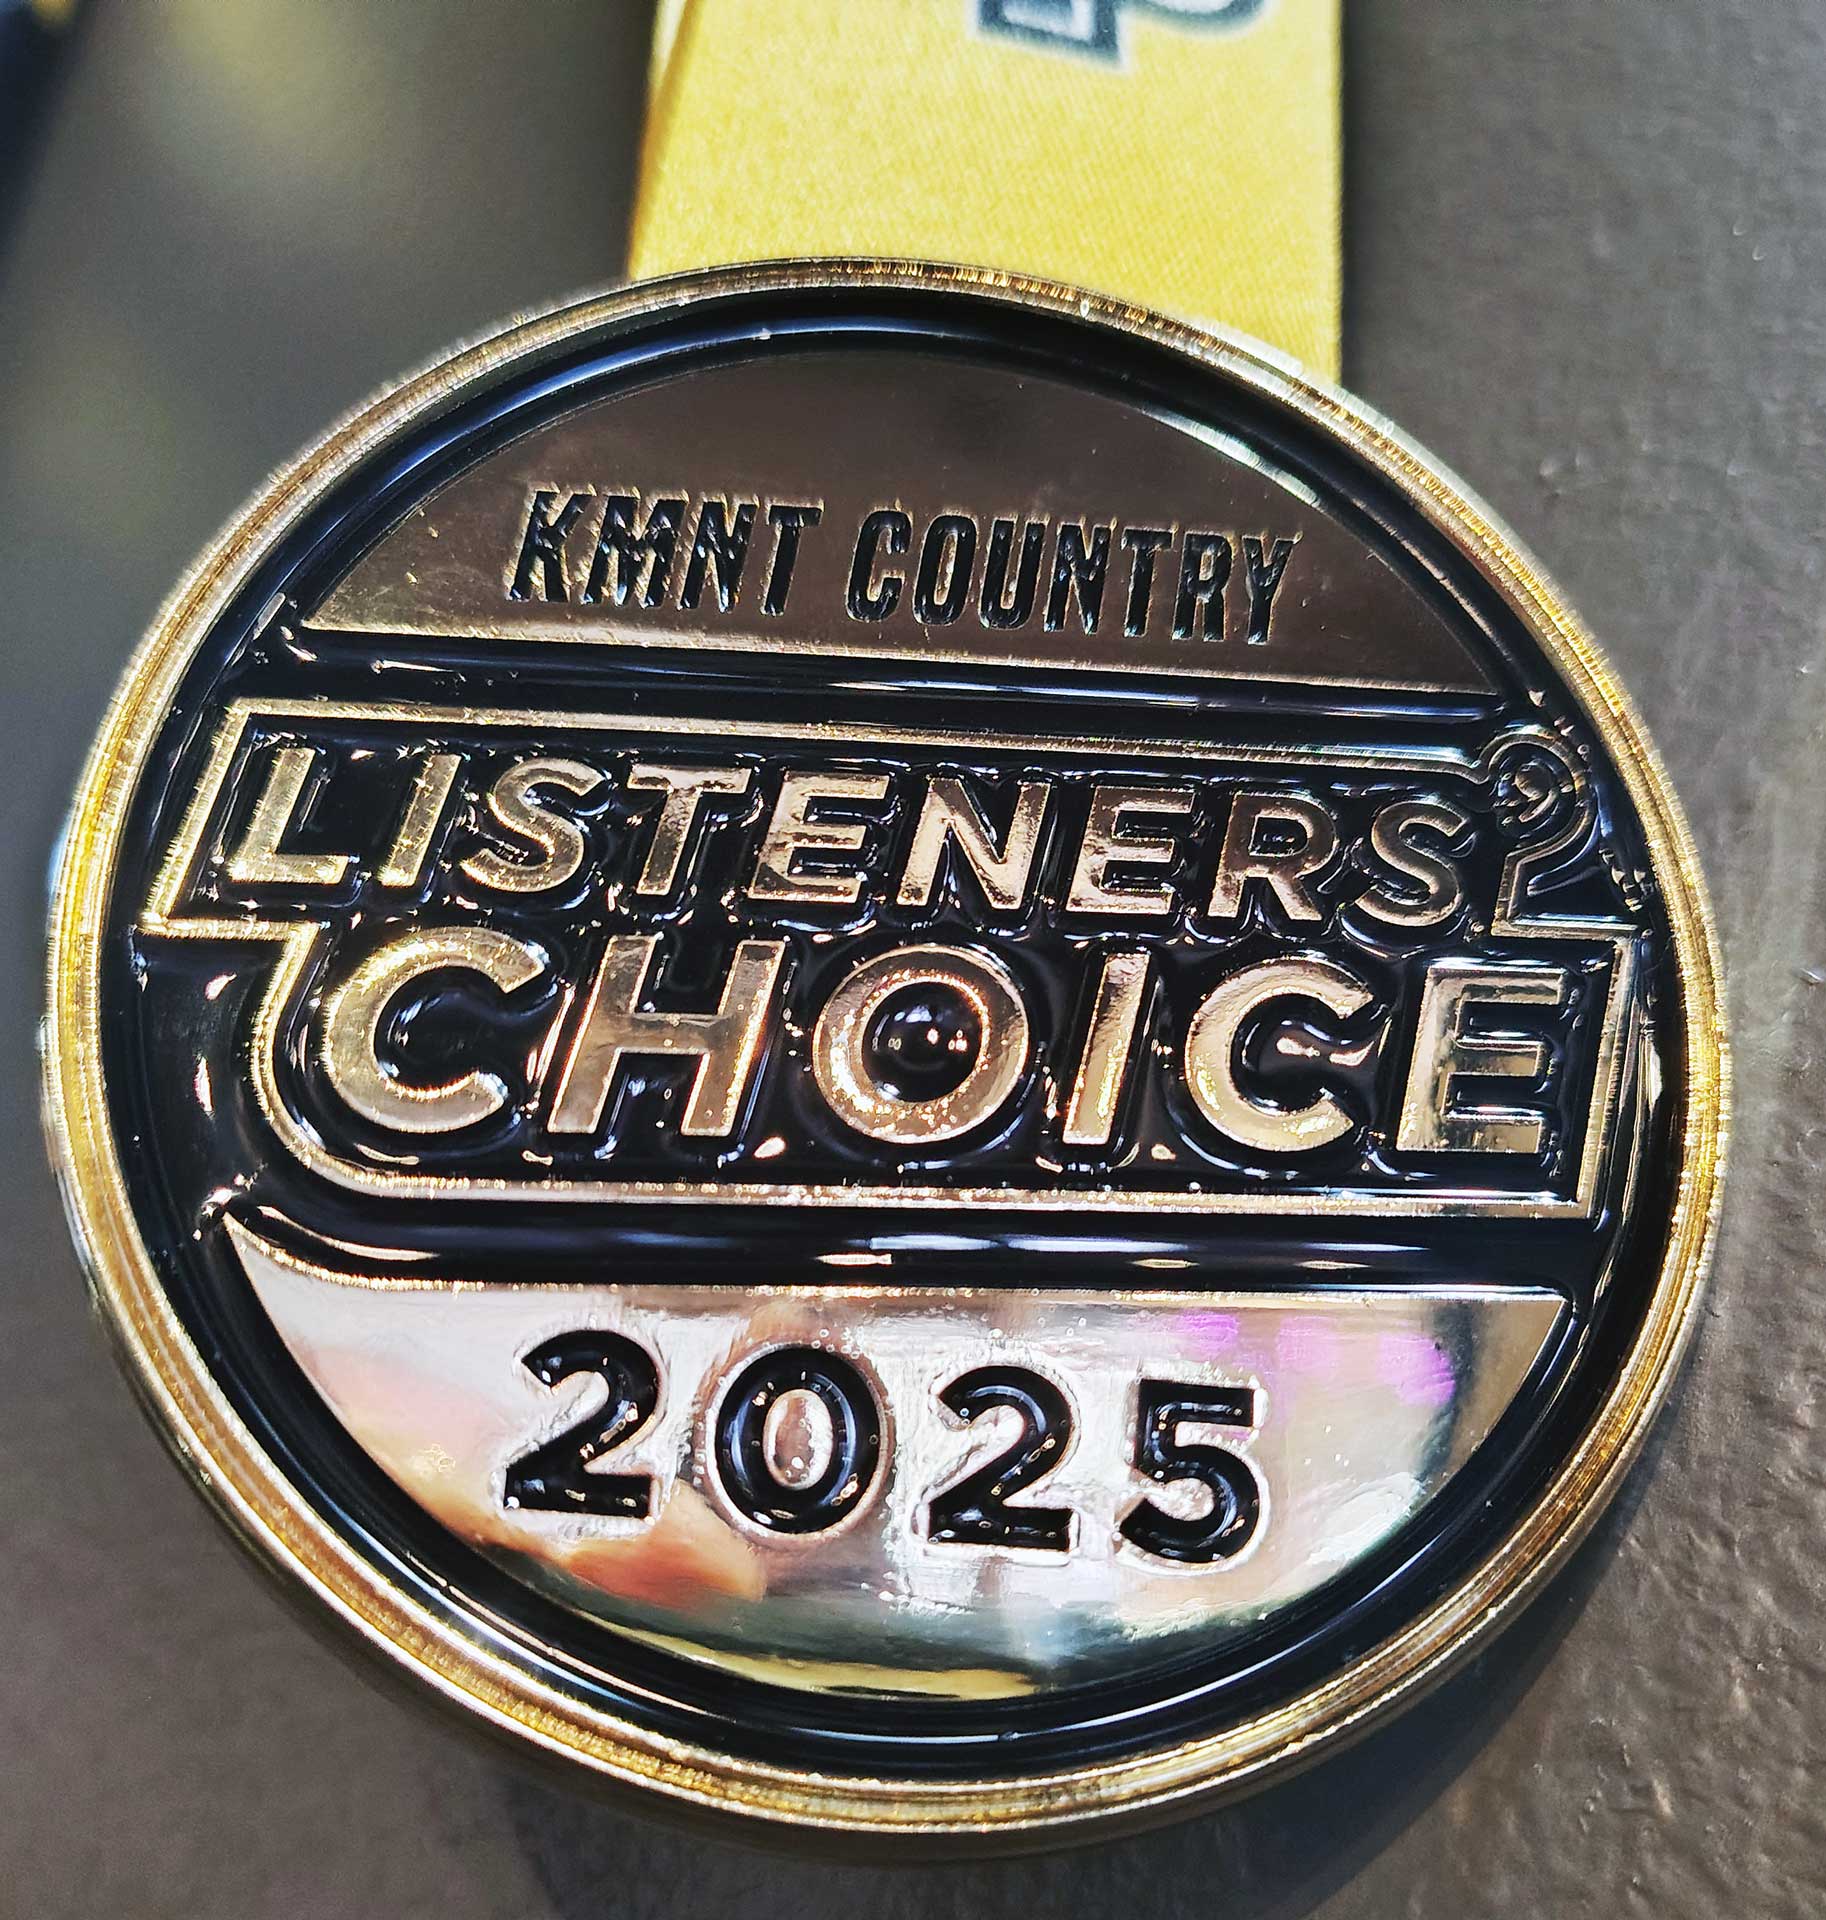 KMNT COUNTRY
LISTENERS'
CHOICE
2025